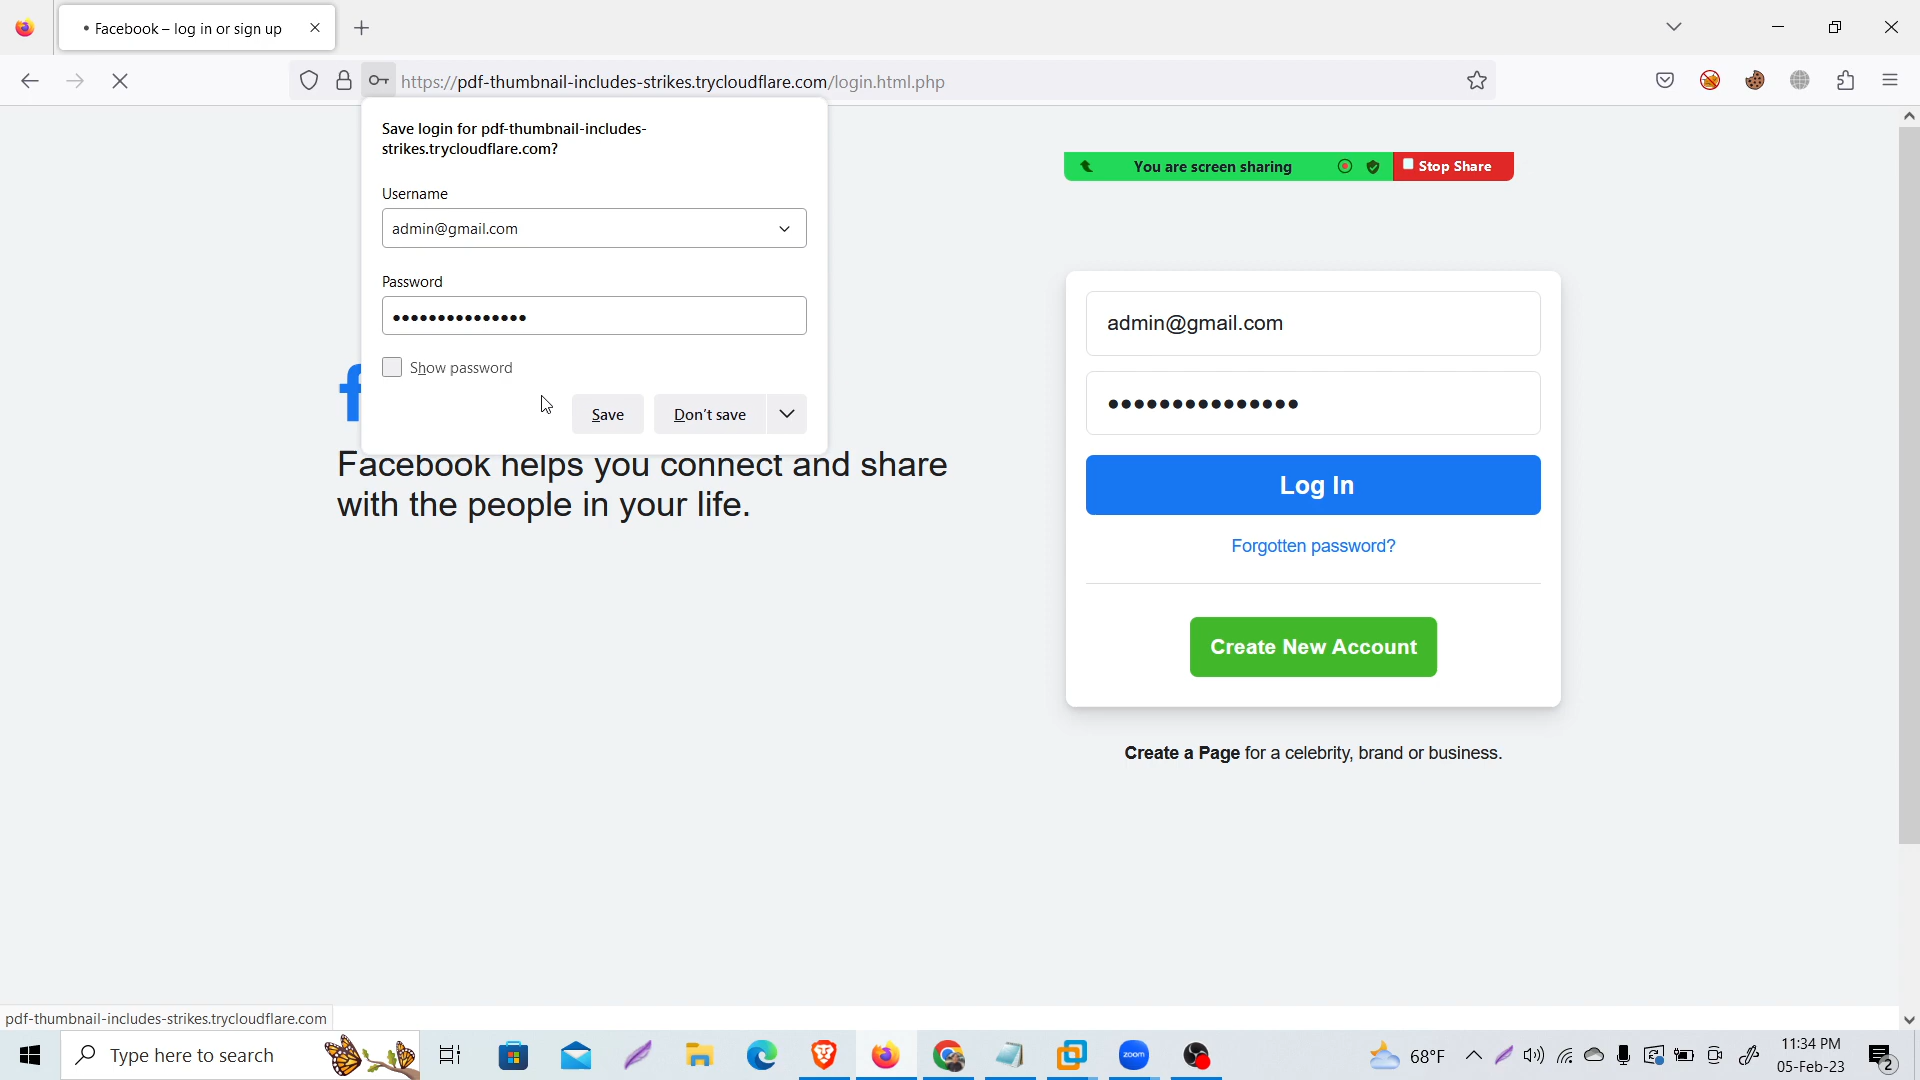 • Facebook – log in or sign up
https://pdf-thumbnail-includes-strikes.trycloudflare.com/login.html.php
Save login for pdf-thumbnail-includes-
strikes.trycloudflare.com?
Username
admin@gmail.com
Password
•••••••••••••••
Show password
Save
Don't save
You are screen sharing
Stop Share
f
Facebook helps you connect and share
with the people in your life.
admin@gmail.com
•••••••••••••••
Log In
Forgotten password?
Create New Account
Create a Page for a celebrity, brand or business.
pdf-thumbnail-includes-strikes.trycloudflare.com
Type here to search
zoom
68°F
11:34 PM
05-Feb-23
2